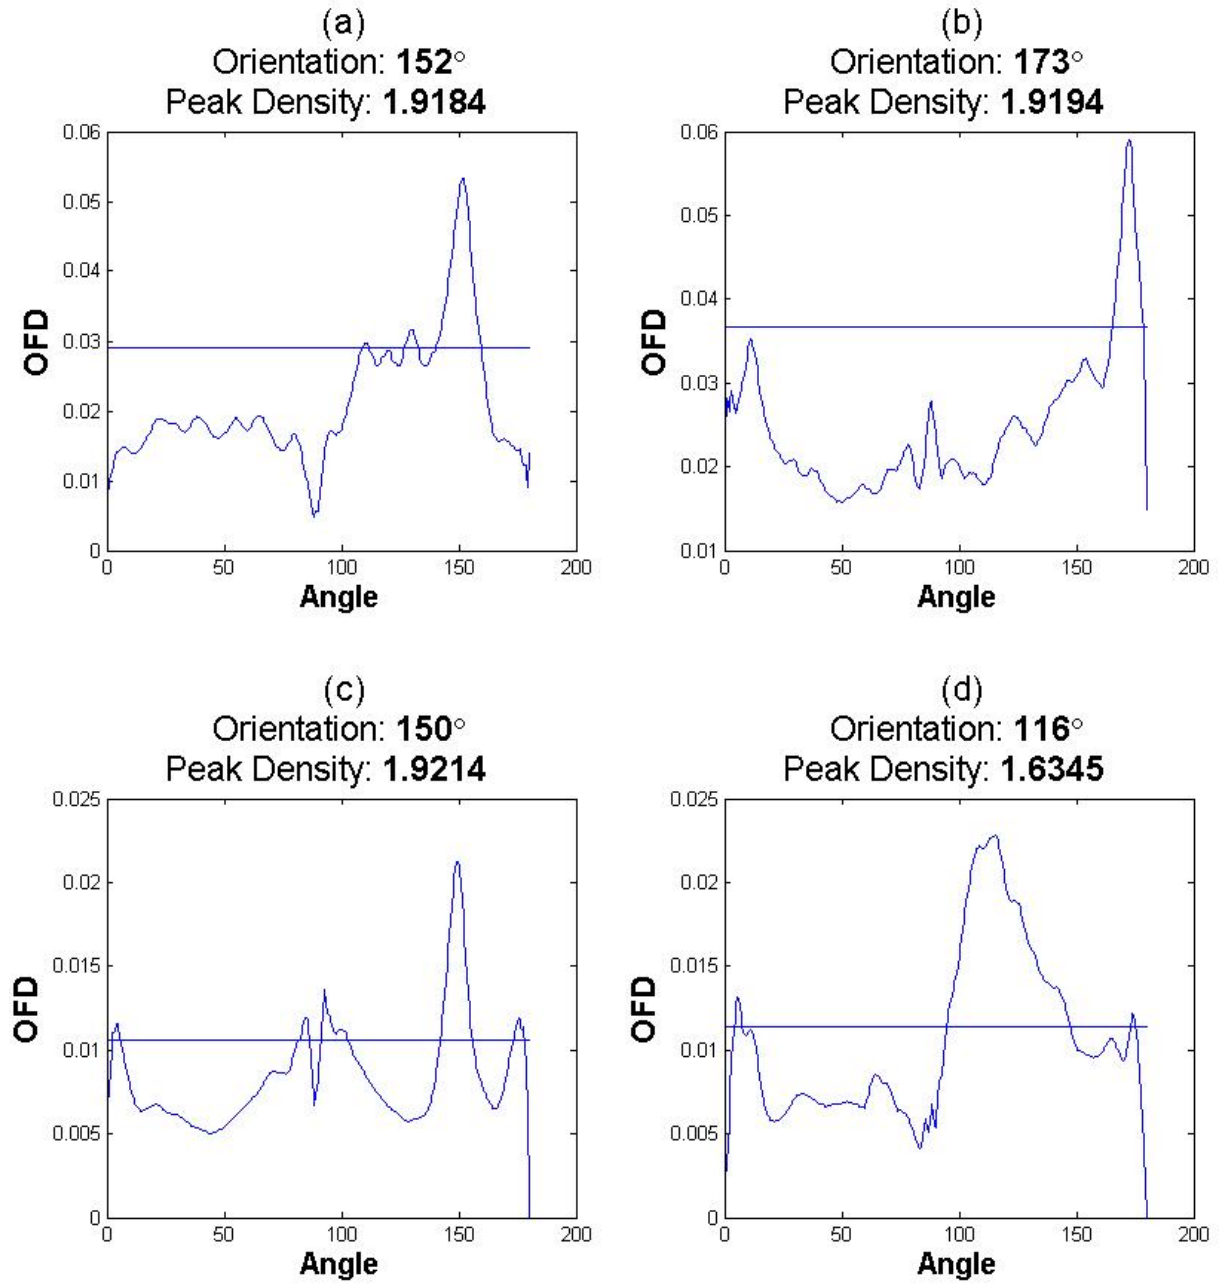 (a)
Orientation: 152°
Peak Density: 1.9184
0.06
0.05
0.04
0.03
0.02
0.01
0
OFD
0 50 100 150 200
Angle
(b)
Orientation: 173°
Peak Density: 1.9194
0.06
0.05
0.04
0.03
0.02
0.01
OFD
0 50 100 150 200
Angle
(c)
Orientation: 150°
Peak Density: 1.9214
0.025
0.02
0.015
0.01
0.005
0
OFD
0 50 100 150 200
Angle
(d)
Orientation: 116°
Peak Density: 1.6345
0.025
0.02
0.015
0.01
0.005
0
OFD
0 50 100 150 200
Angle